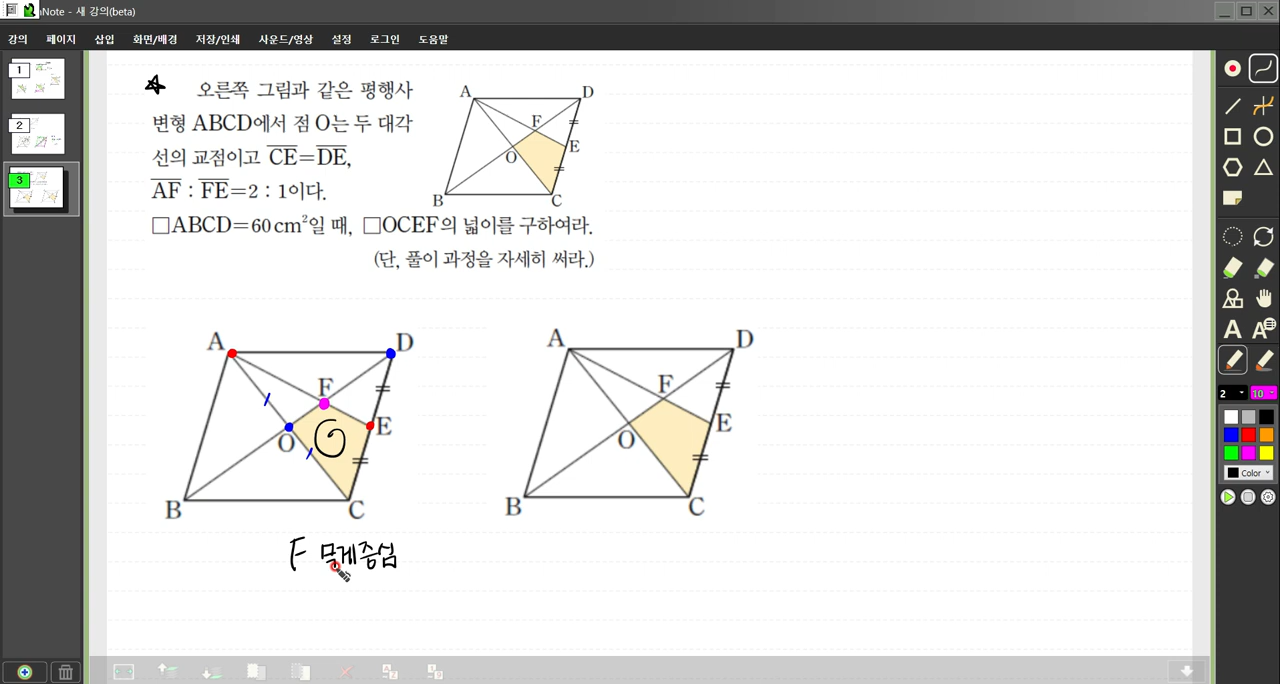 nNote - 새 강의(beta)
강의 페이지 삽입 화면/배경 저장/인쇄 사운드/영상 설정 로그인 도움말
1
2
3
오른쪽 그림과 같은 평행사
변형 ABCD에서 점 O는 두 대각
선의 교점이고 CE=DE,
AF : FE=2 : 1이다.
□ABCD=60 cm²일 때, □OCEF의 넓이를 구하여라.
(단, 풀이 과정을 자세히 써라.)
A D
F
E
O
B C
A D
F
E
O
B C
A D
F
E
O
B C
F 무게중심
2 10
Color